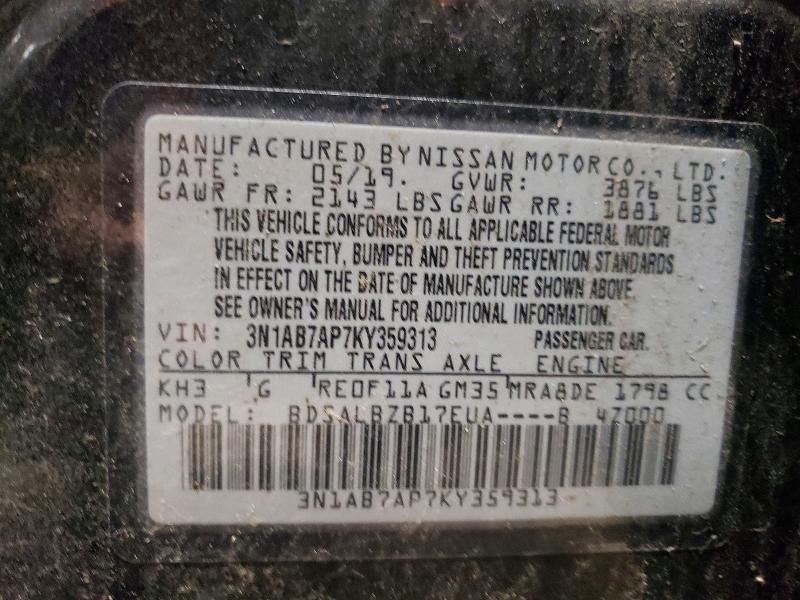 MANUFACTURED BY NISSAN MOTOR CO., LTD.
DATE: 05/19. GVWR: 3876 LBS
GAWR FR: 2143 LBS GAWR RR: 1881 LBS
THIS VEHICLE CONFORMS TO ALL APPLICABLE FEDERAL MOTOR
VEHICLE SAFETY, BUMPER AND THEFT PREVENTION STANDARDS
IN EFFECT ON THE DATE OF MANUFACTURE SHOWN ABOVE.
SEE OWNER'S MANUAL FOR ADDITIONAL INFORMATION.
VIN: 3N1AB7AP7KY359313 PASSENGER CAR.
COLOR TRIM TRANS AXLE ENGINE
KH3 G RE0F11A GM35 MRA8DE 1798 CC
MODEL: BDSALBZB17EUA----B 47000
3N1AB7AP7KY359313